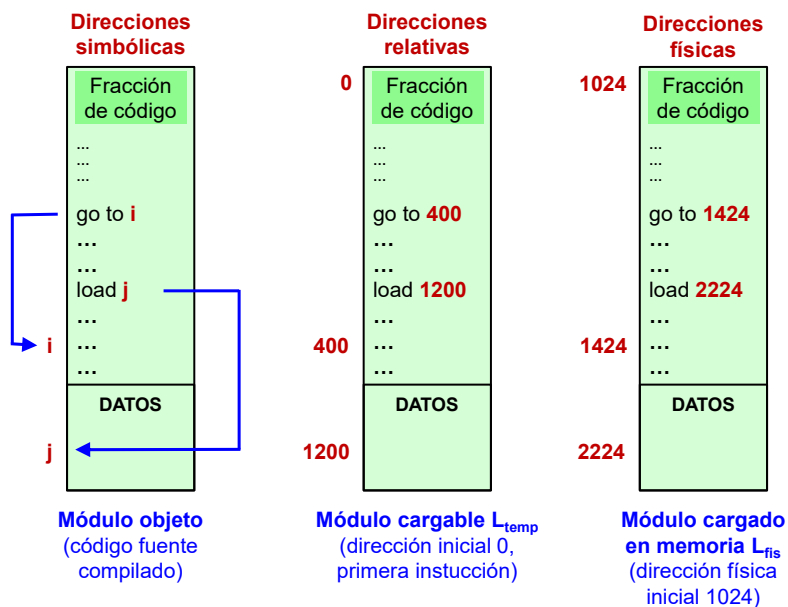 Direcciones
simbólicas
Fracción
de código
...
...
...
go to i
...
...
load j
...
i ...
...
DATOS
j
Módulo objeto
(código fuente
compilado)
Direcciones
relativas
0 Fracción
de código
...
...
...
go to 400
...
...
load 1200
...
400 ...
...
DATOS
1200
Módulo cargable Ltemp
(dirección inicial 0,
primera instucción)
Direcciones
físicas
1024 Fracción
de código
...
...
...
go to 1424
...
...
load 2224
...
1424 ...
...
DATOS
2224
Módulo cargado
en memoria Lfis
(dirección física
inicial 1024)